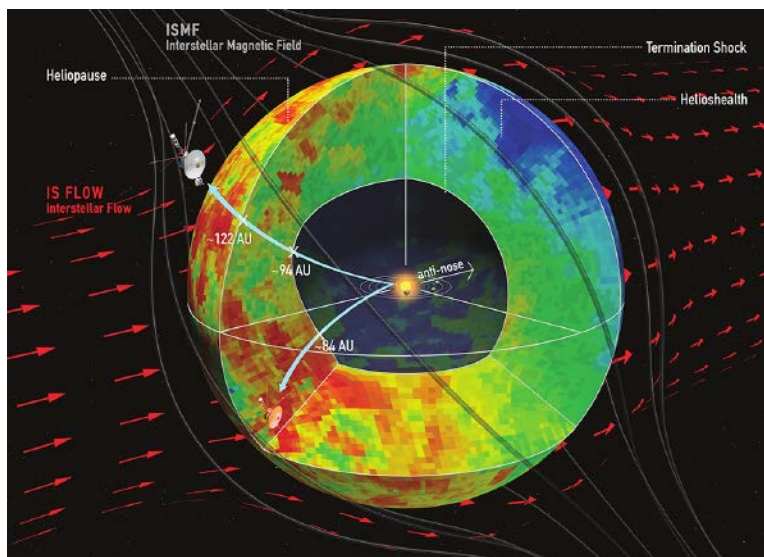 ISMF
Interstellar Magnetic Field
Termination Shock
Heliopause
Helioshealth
IS FLOW
Interstellar Flow
~122 AU
~94 AU
anti-nose
~84 AU